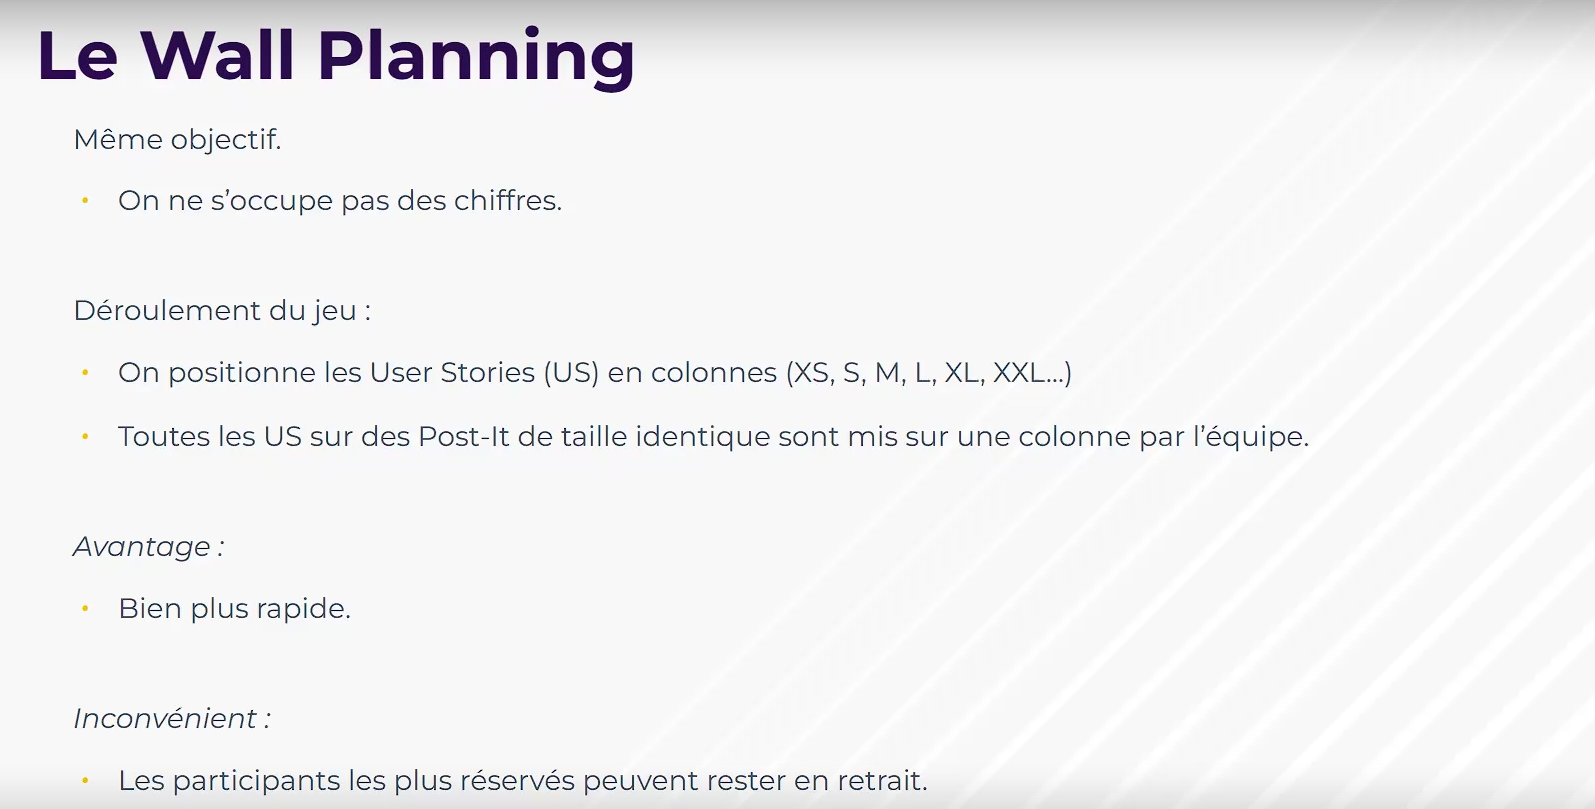 Le Wall Planning
Même objectif.
• On ne s’occupe pas des chiffres.
Déroulement du jeu :
• On positionne les User Stories (US) en colonnes (XS, S, M, L, XL, XXL...)
• Toutes les US sur des Post-It de taille identique sont mis sur une colonne par l’équipe.
Avantage :
• Bien plus rapide.
Inconvénient :
• Les participants les plus réservés peuvent rester en retrait.